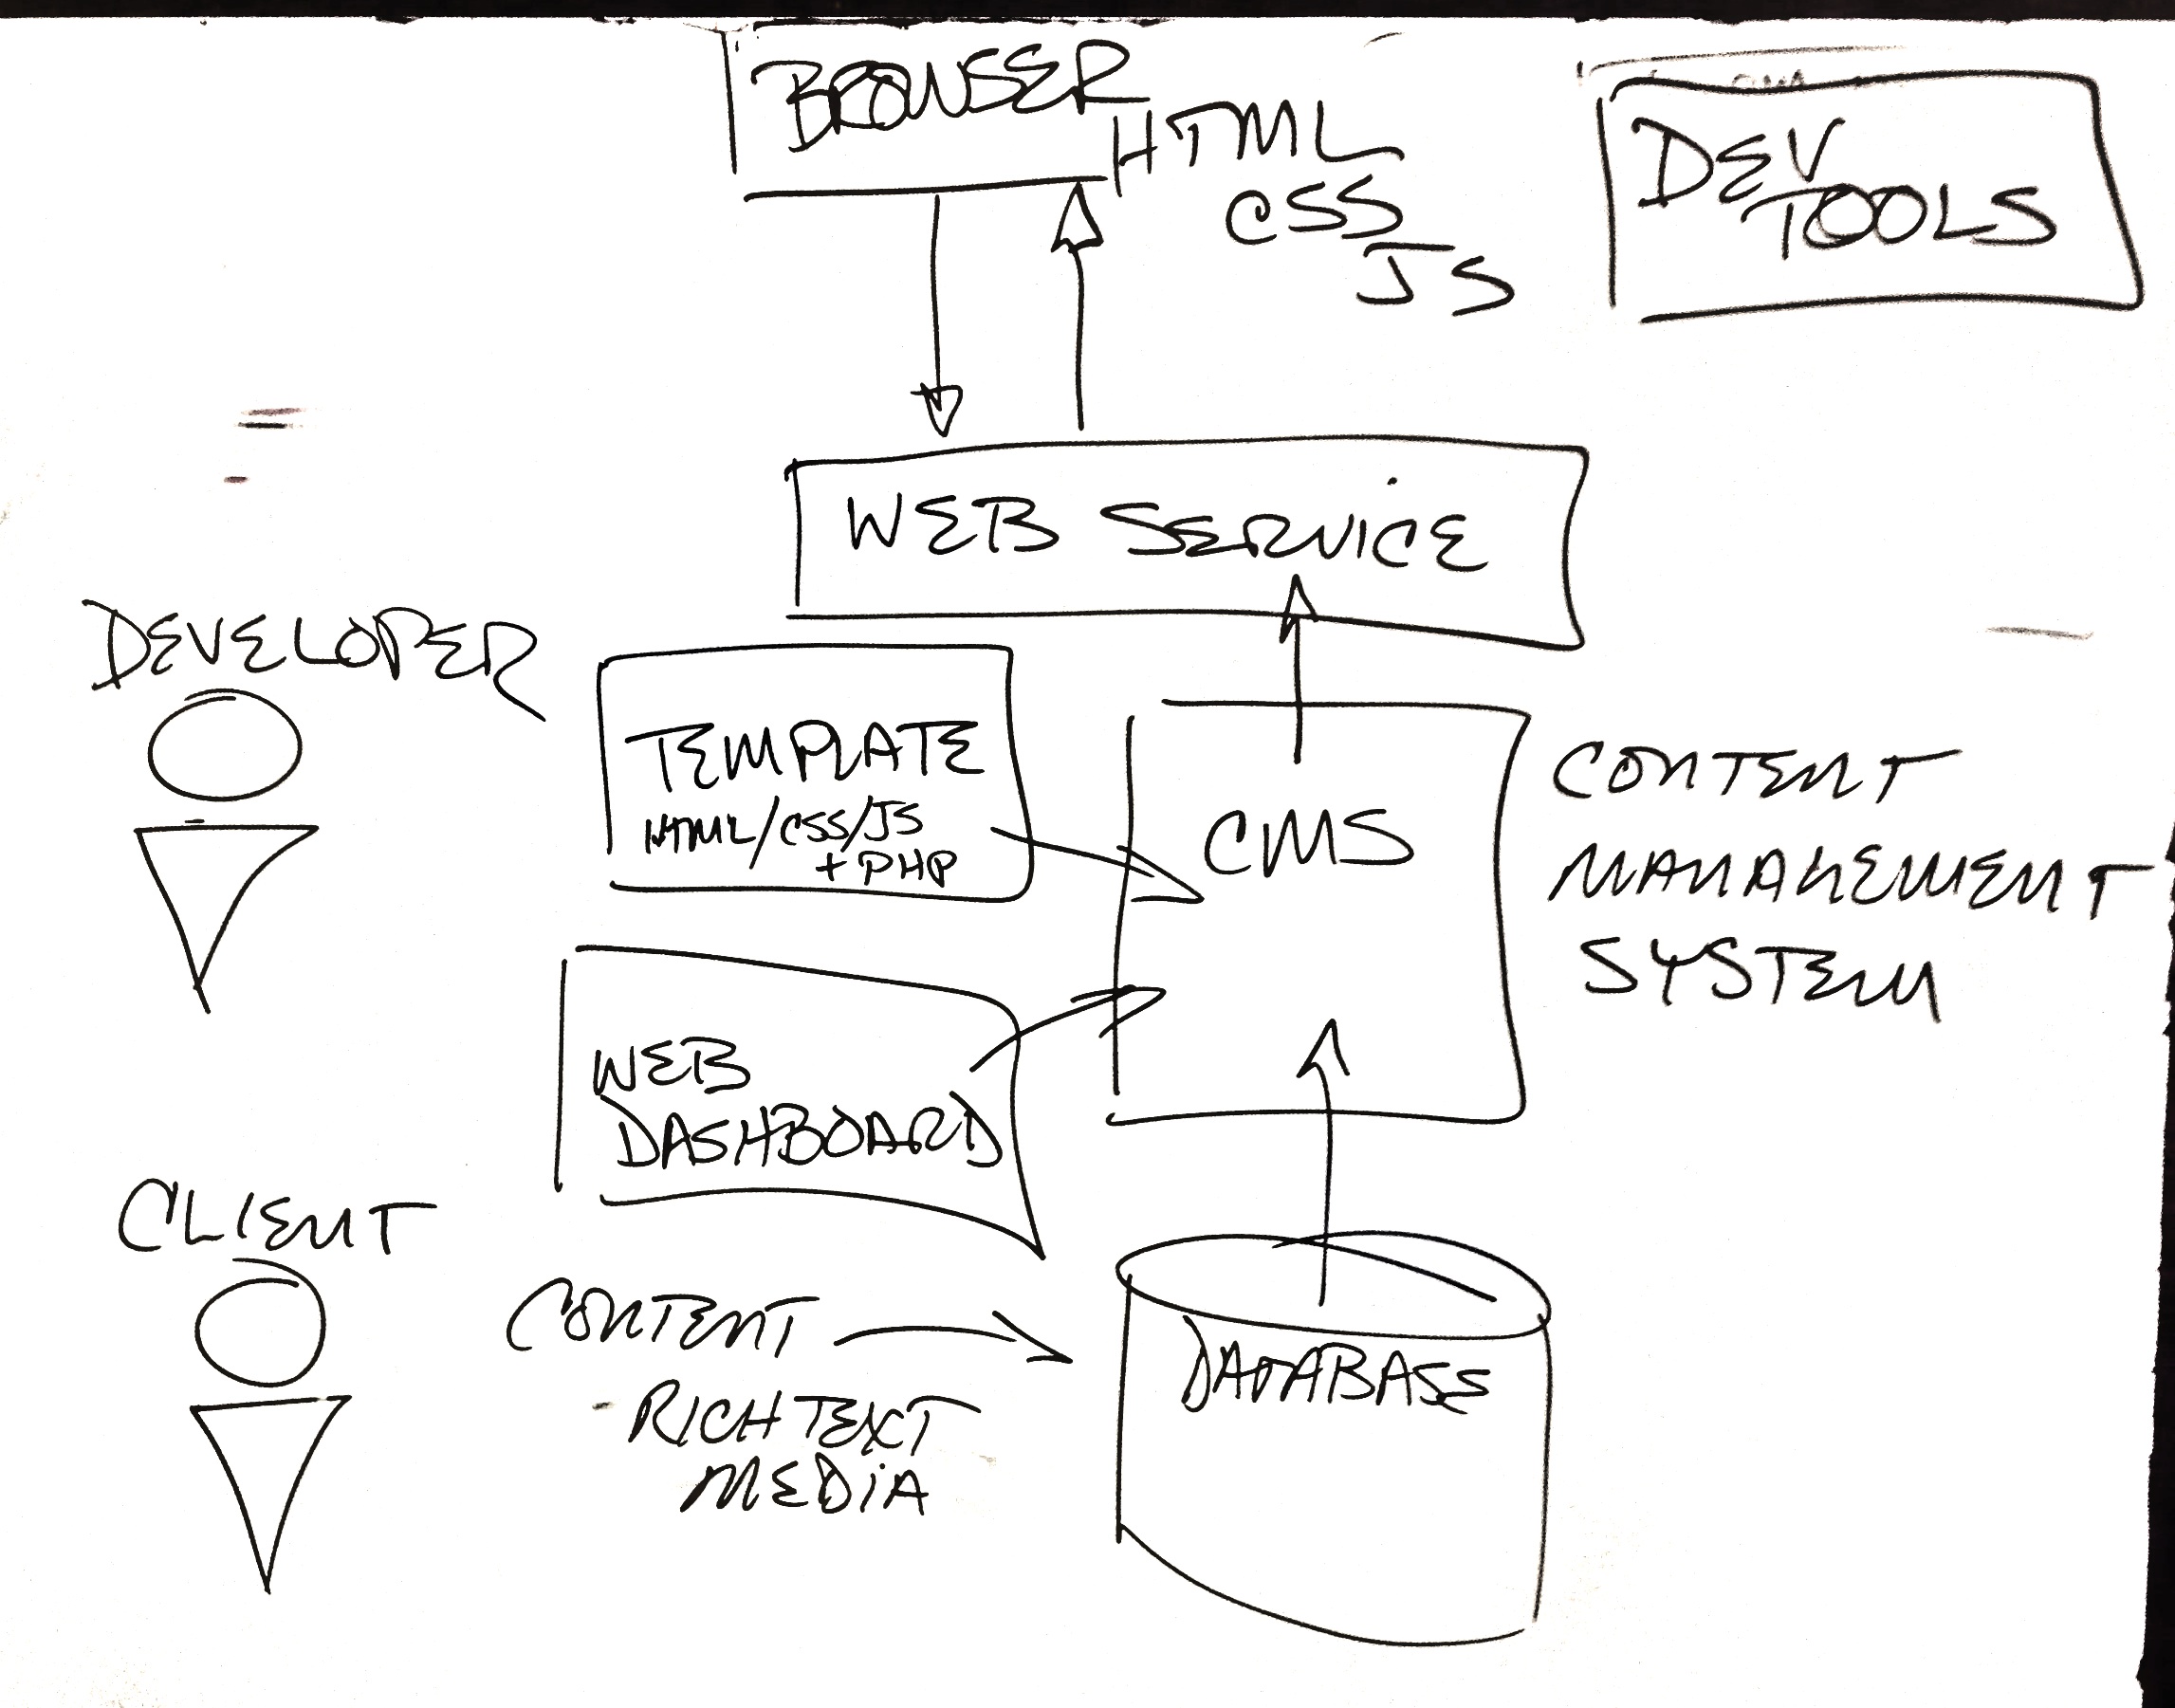 BROWSER
HTML
CSS
JS
DEV
TOOLS
WEB SERVICE
DEVELOPER
TEMPLATE
HTML/CSS/JS
+ PHP
CMS
CONTENT
MANAGEMENT
SYSTEM
WEB
DASHBOARD
CLIENT
CONTENT
- RICH TEXT
MEDIA
DATABASE